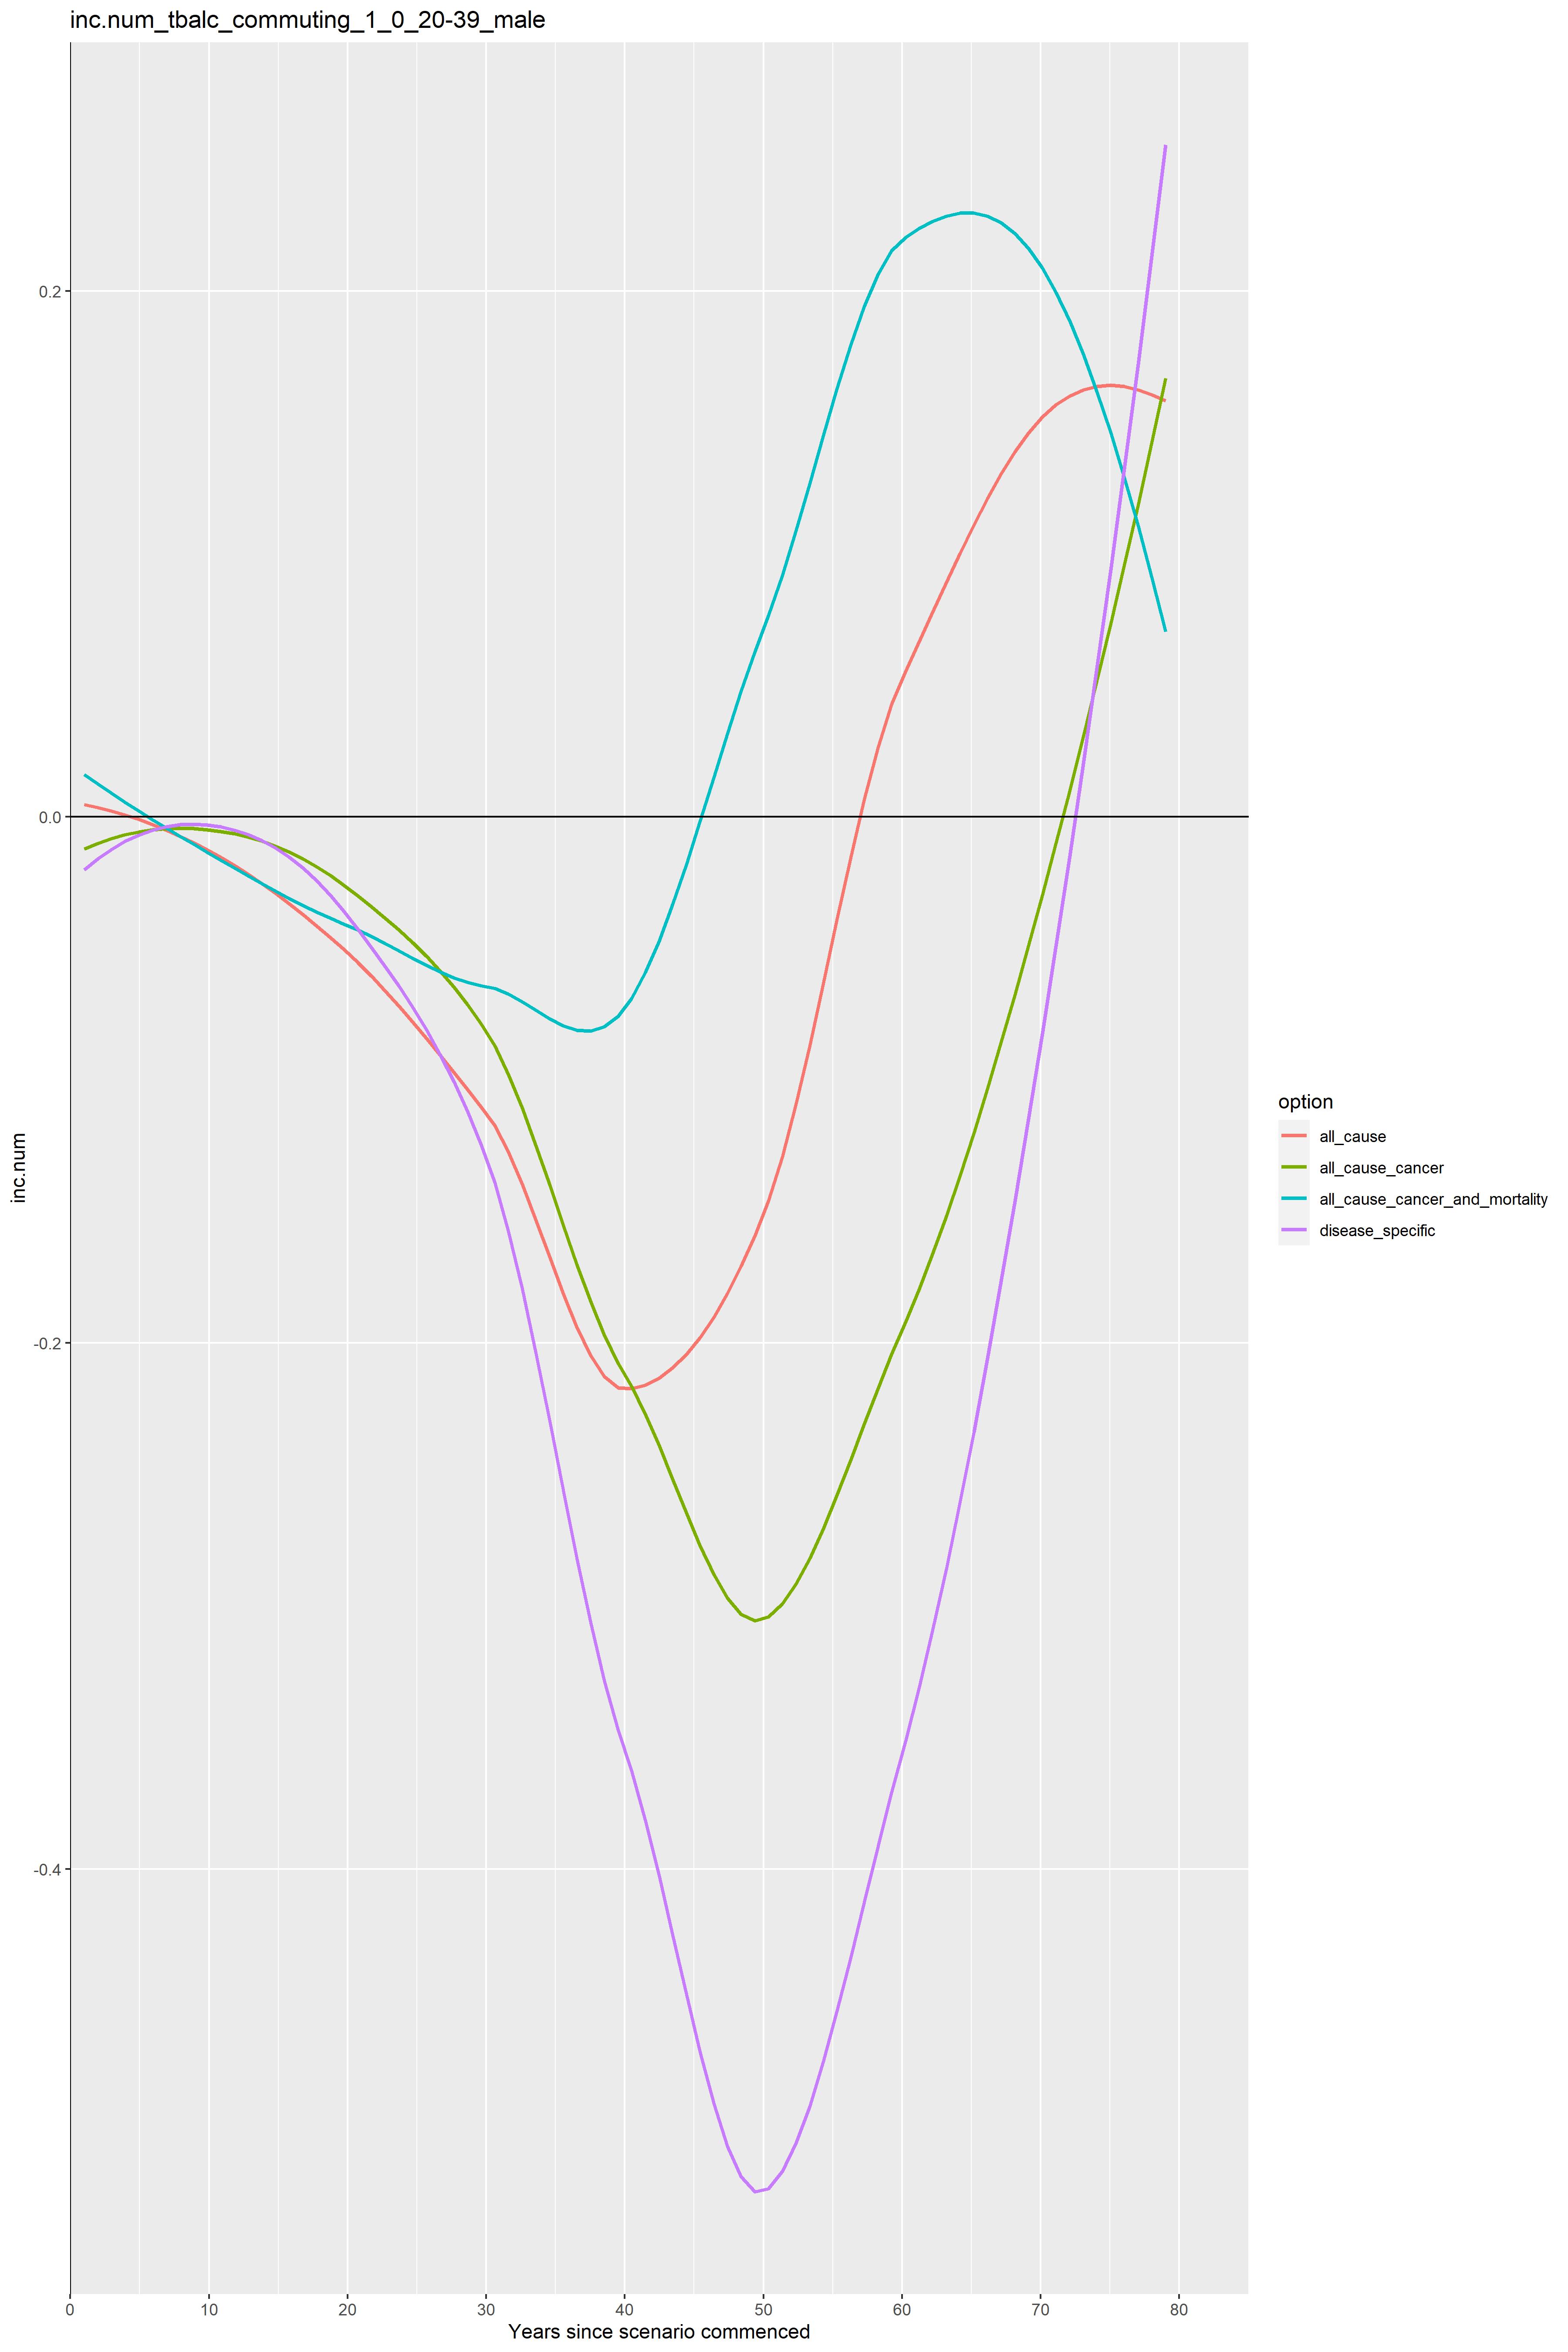 inc.num_tbalc_commuting_1_0_20-39_male
0.2
0.0
-0.2
-0.4
inc.num
0 10 20 30 40 50 60 70 80
Years since scenario commenced
option
all_cause
all_cause_cancer
all_cause_cancer_and_mortality
disease_specific